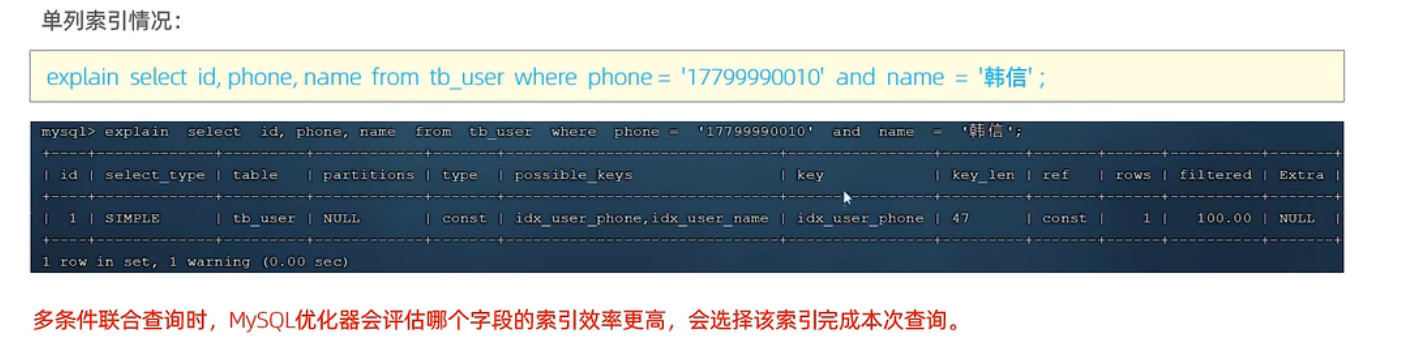 单列索引情况：
explain select id, phone, name from tb_user where phone = '17799990010' and name = '韩信' ;
mysql> explain select id, phone, name from tb_user where phone = '17799990010' and name = '韩信';
+----+-------------+---------+------------+-------+------------------------------+----------------+---------+-------+------+----------+-------+
| id | select_type | table | partitions | type | possible_keys | key | key_len | ref | rows | filtered | Extra |
+----+-------------+---------+------------+-------+------------------------------+----------------+---------+-------+------+----------+-------+
| 1 | SIMPLE | tb_user | NULL | const | idx_user_phone,idx_user_name | idx_user_phone | 47 | const | 1 | 100.00 | NULL |
+----+-------------+---------+------------+-------+------------------------------+----------------+---------+-------+------+----------+-------+
1 row in set, 1 warning (0.00 sec)
多条件联合查询时，MySQL优化器会评估哪个字段的索引效率更高，会选择该索引完成本次查询。